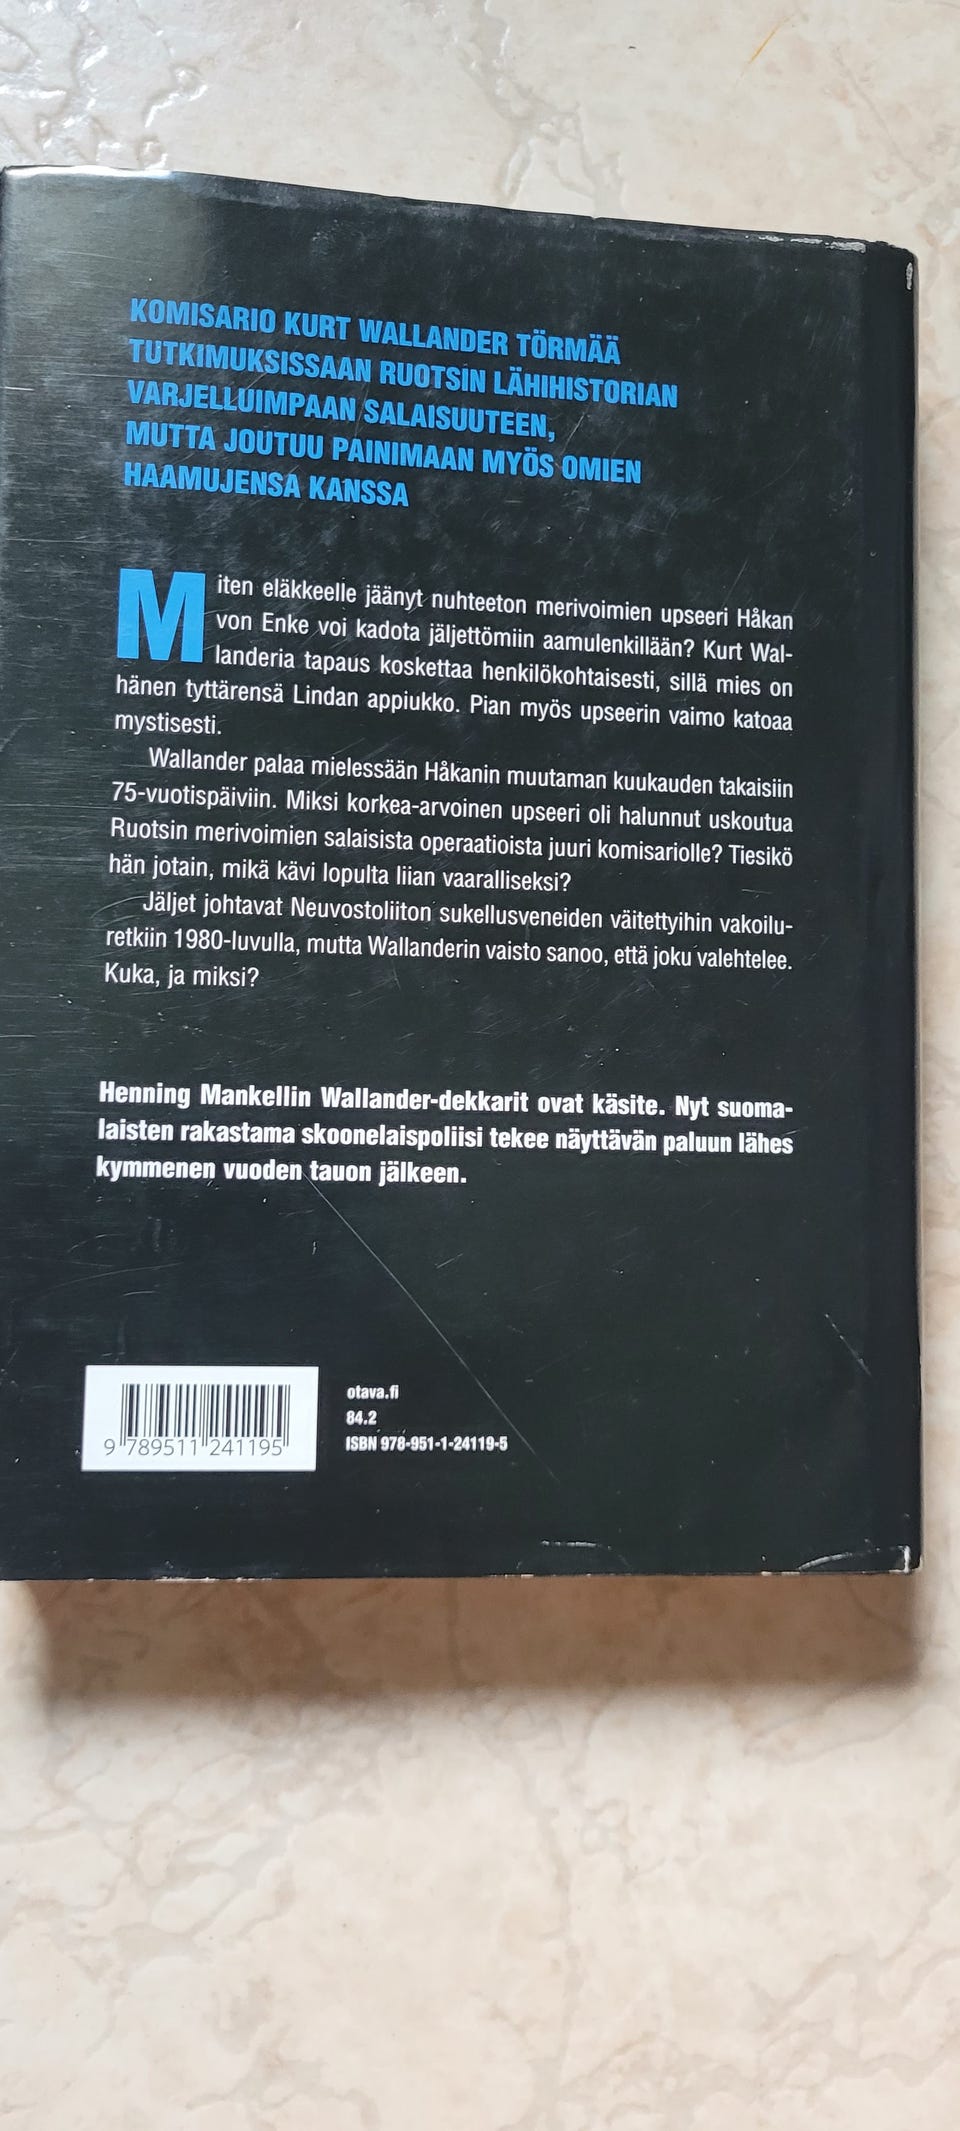 KOMISARIO KURT WALLANDER TÖRMÄÄ
TUTKIMUKSISSAAN RUOTSIN LÄHIHISTORIAN
VARJELLUIMPAAN SALAISUUTEEN,
MUTTA JOUTUU PAINIMAAN MYÖS OMIEN
HAAMUJENSA KANSSA
Miten eläkkeelle jäänyt nuhteeton merivoimien upseeri Håkan
von Enke voi kadota jäljettömiin aamulenkillään? Kurt Wal-
landeria tapaus koskettaa henkilökohtaisesti, sillä mies on
hänen tyttärensä Lindan appiukko. Pian myös upseerin vaimo katoaa
mystisesti.
Wallander palaa mielessään Håkanin muutaman kuukauden takaisiin
75-vuotispäiviin. Miksi korkea-arvoinen upseeri oli halunnut uskoutua
Ruotsin merivoimien salaisista operaatioista juuri komisariolle? Tiesikö
hän jotain, mikä kävi lopulta liian vaaralliseksi?
Jäljet johtavat Neuvostoliiton sukellusveneiden väitettyihin vakoilu-
retkiin 1980-luvulla, mutta Wallanderin vaisto sanoo, että joku valehtelee.
Kuka, ja miksi?
Henning Mankellin Wallander-dekkarit ovat käsite. Nyt suoma-
laisten rakastama skoonelaispoliisi tekee näyttävän paluun lähes
kymmenen vuoden tauon jälkeen.
otava.fi
84.2
ISBN 978-951-1-24119-5
9 789511 241195